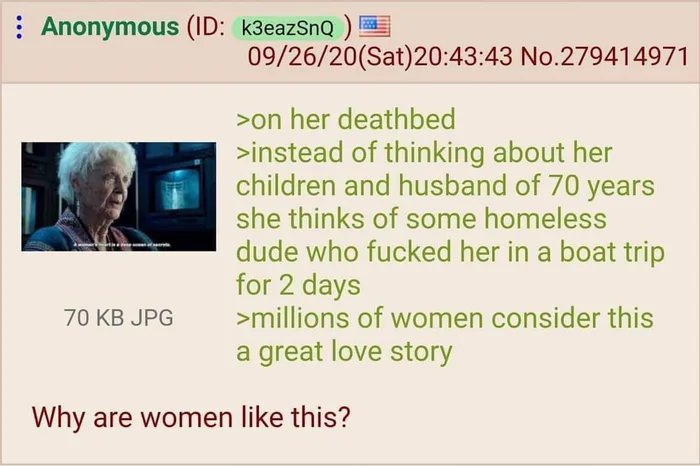 Anonymous (ID: k3eazSnQ)
09/26/20(Sat)20:43:43 No.279414971
>on her deathbed
>instead of thinking about her
children and husband of 70 years
she thinks of some homeless
dude who fucked her in a boat trip
for 2 days
>millions of women consider this
a great love story
A woman's heart is a deep ocean of secrets.
70 KB JPG
Why are women like this?